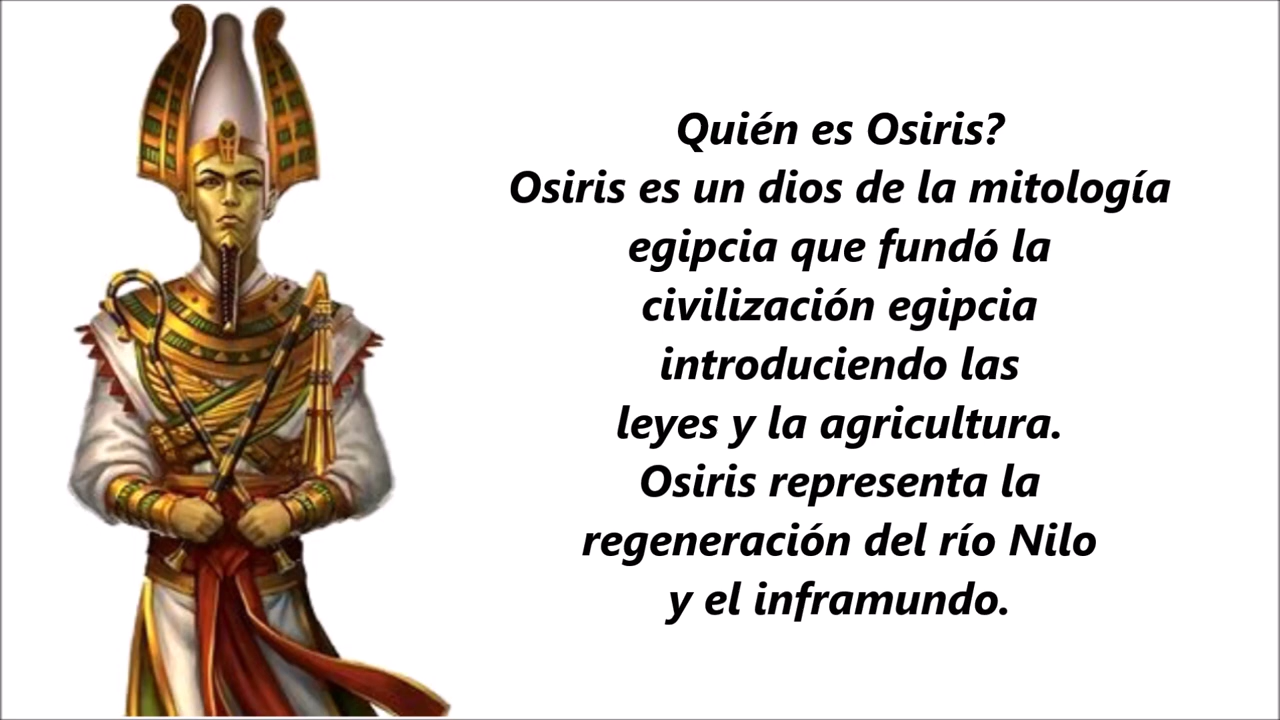 Quién es Osiris?
Osiris es un dios de la mitología
egipcia que fundó la
civilización egipcia
introduciendo las
leyes y la agricultura.
Osiris representa la
regeneración del río Nilo
y el inframundo.